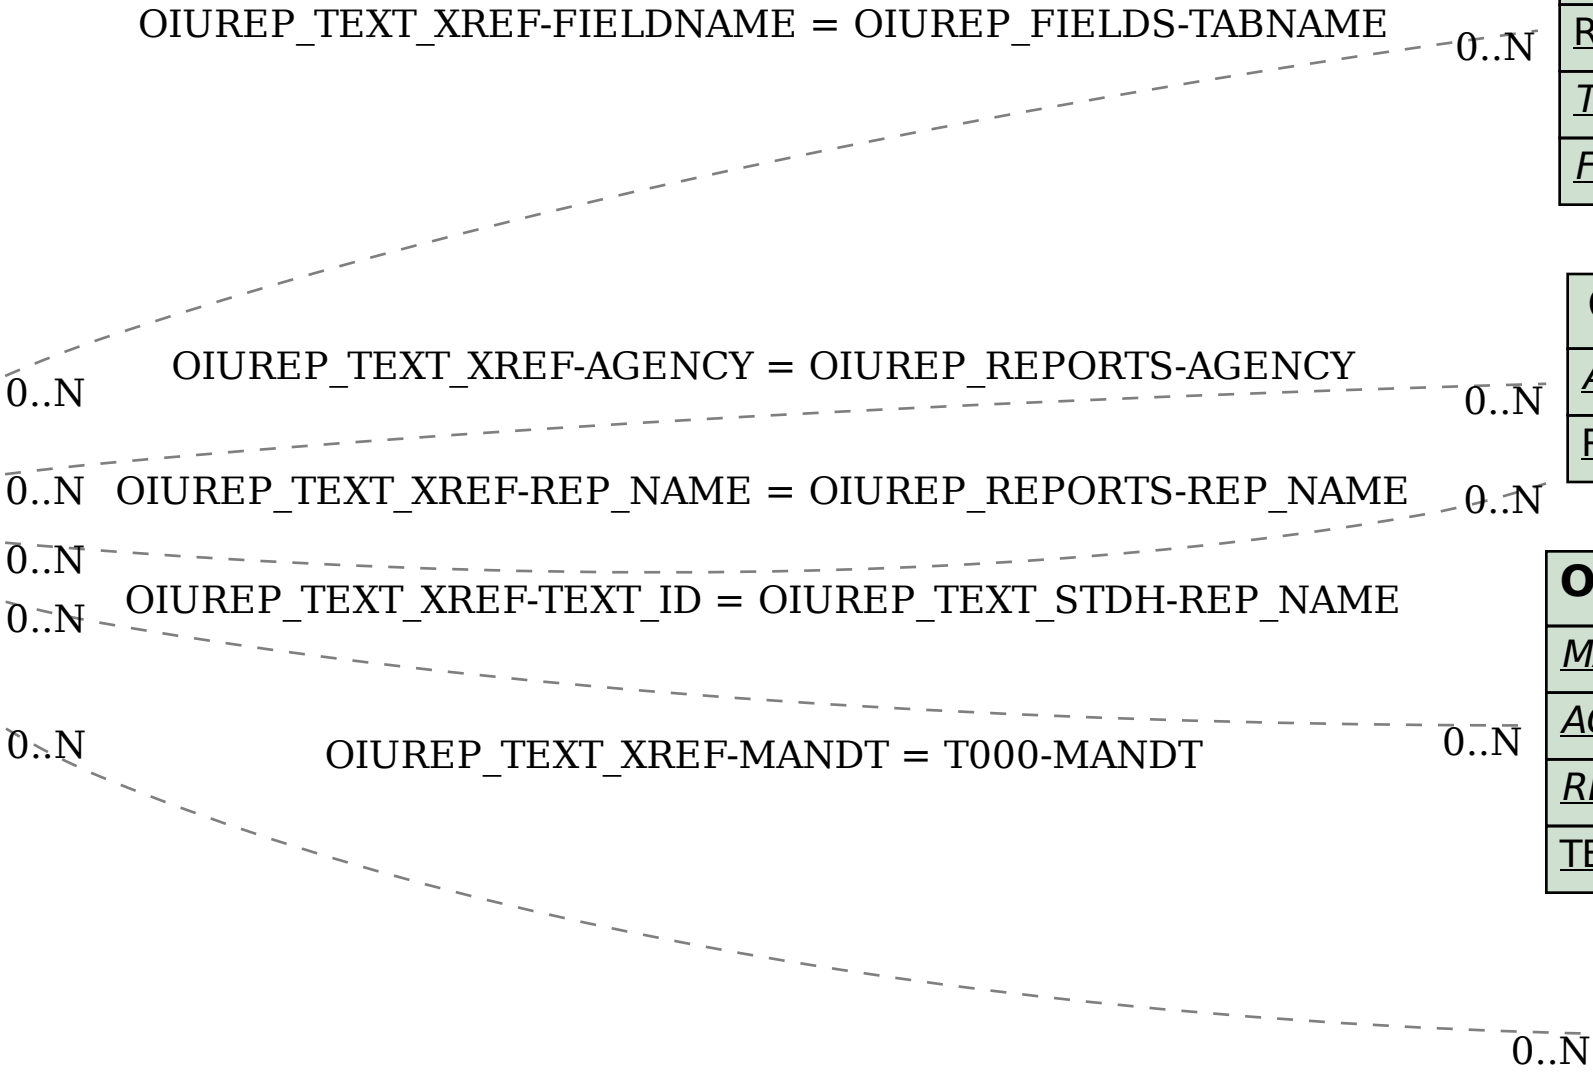 OIUREP_TEXT_XREF-FIELDNAME = OIUREP_FIELDS-TABNAME
0..N
OIUREP_TEXT_XREF-AGENCY = OIUREP_REPORTS-AGENCY
0..N
0..N
0..N
OIUREP_TEXT_XREF-REP_NAME = OIUREP_REPORTS-REP_NAME
0..N
0..N
OIUREP_TEXT_XREF-TEXT_ID = OIUREP_TEXT_STDH-REP_NAME
0..N
0..N
OIUREP_TEXT_XREF-MANDT = T000-MANDT
0..N
0..N